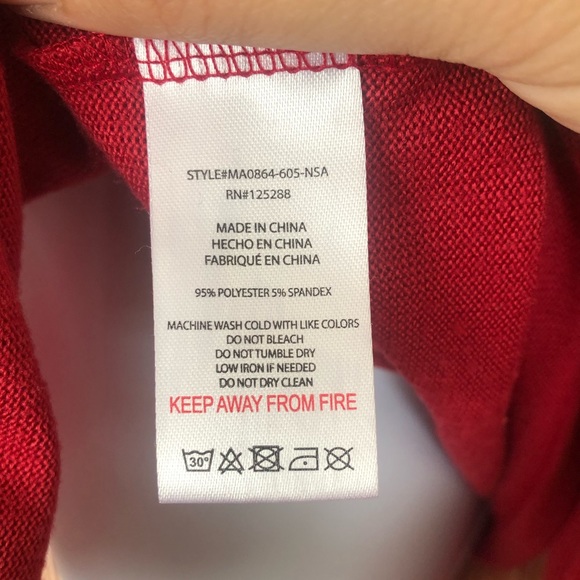 STYLE#MA0864-605-NSA
RN#125288
MADE IN CHINA
HECHO EN CHINA
FABRIQUÉ EN CHINA
95% POLYESTER 5% SPANDEX
MACHINE WASH COLD WITH LIKE COLORS
DO NOT BLEACH
DO NOT TUMBLE DRY
LOW IRON IF NEEDED
DO NOT DRY CLEAN
KEEP AWAY FROM FIRE
30°